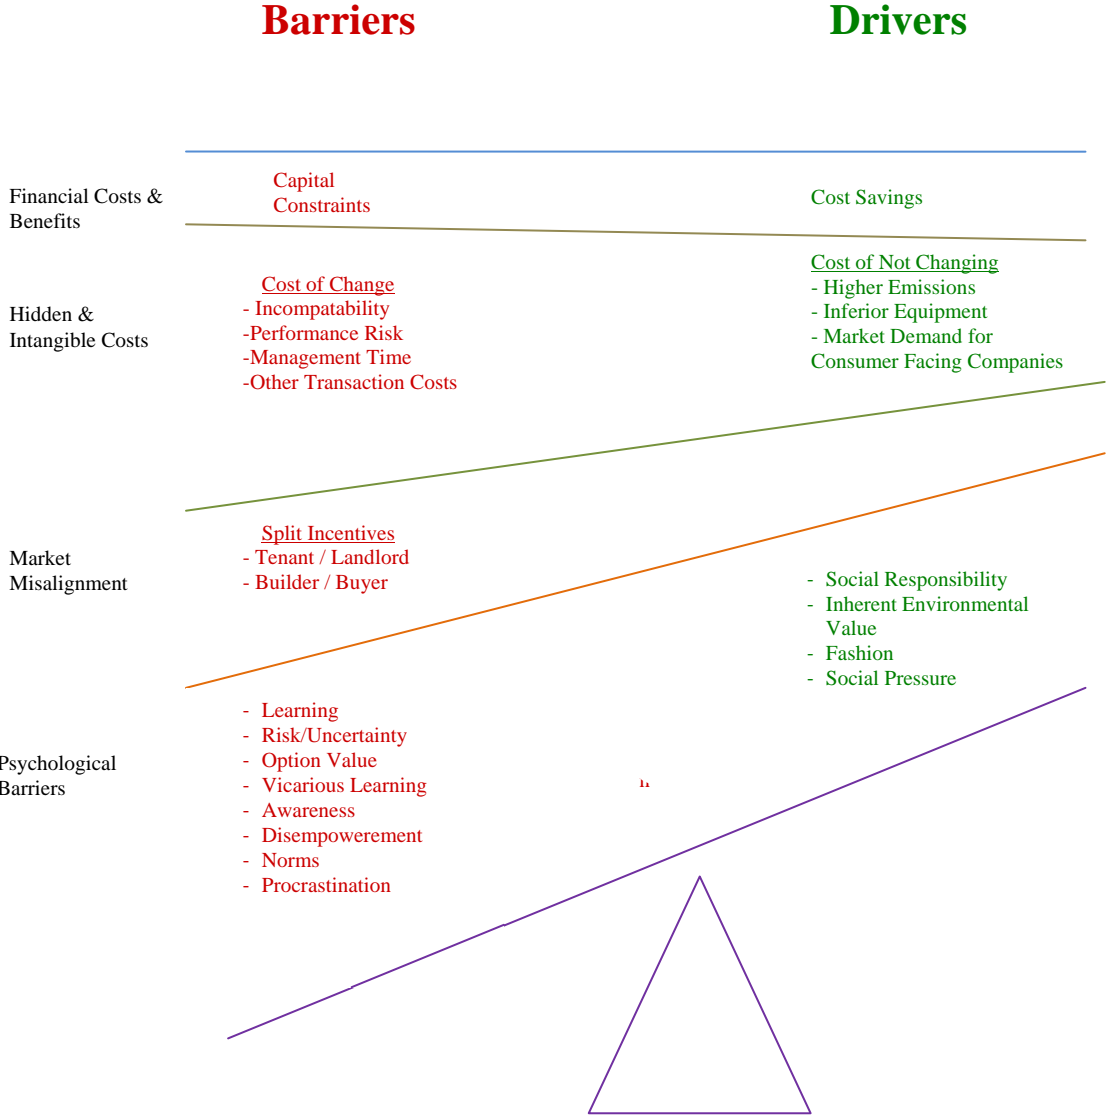 Barriers
Drivers
Financial Costs &
Benefits
Capital
Constraints
Cost Savings
Hidden &
Intangible Costs
Cost of Change
- Incompatability
-Performance Risk
-Management Time
-Other Transaction Costs
Cost of Not Changing
- Higher Emissions
- Inferior Equipment
- Market Demand for
Consumer Facing Companies
Market
Misalignment
Split Incentives
- Tenant / Landlord
- Builder / Buyer
- Social Responsibility
- Inherent Environmental
Value
- Fashion
- Social Pressure
Psychological
Barriers
- Learning
- Risk/Uncertainty
- Option Value
- Vicarious Learning
- Awareness
- Disempowerement
- Norms
- Procrastination